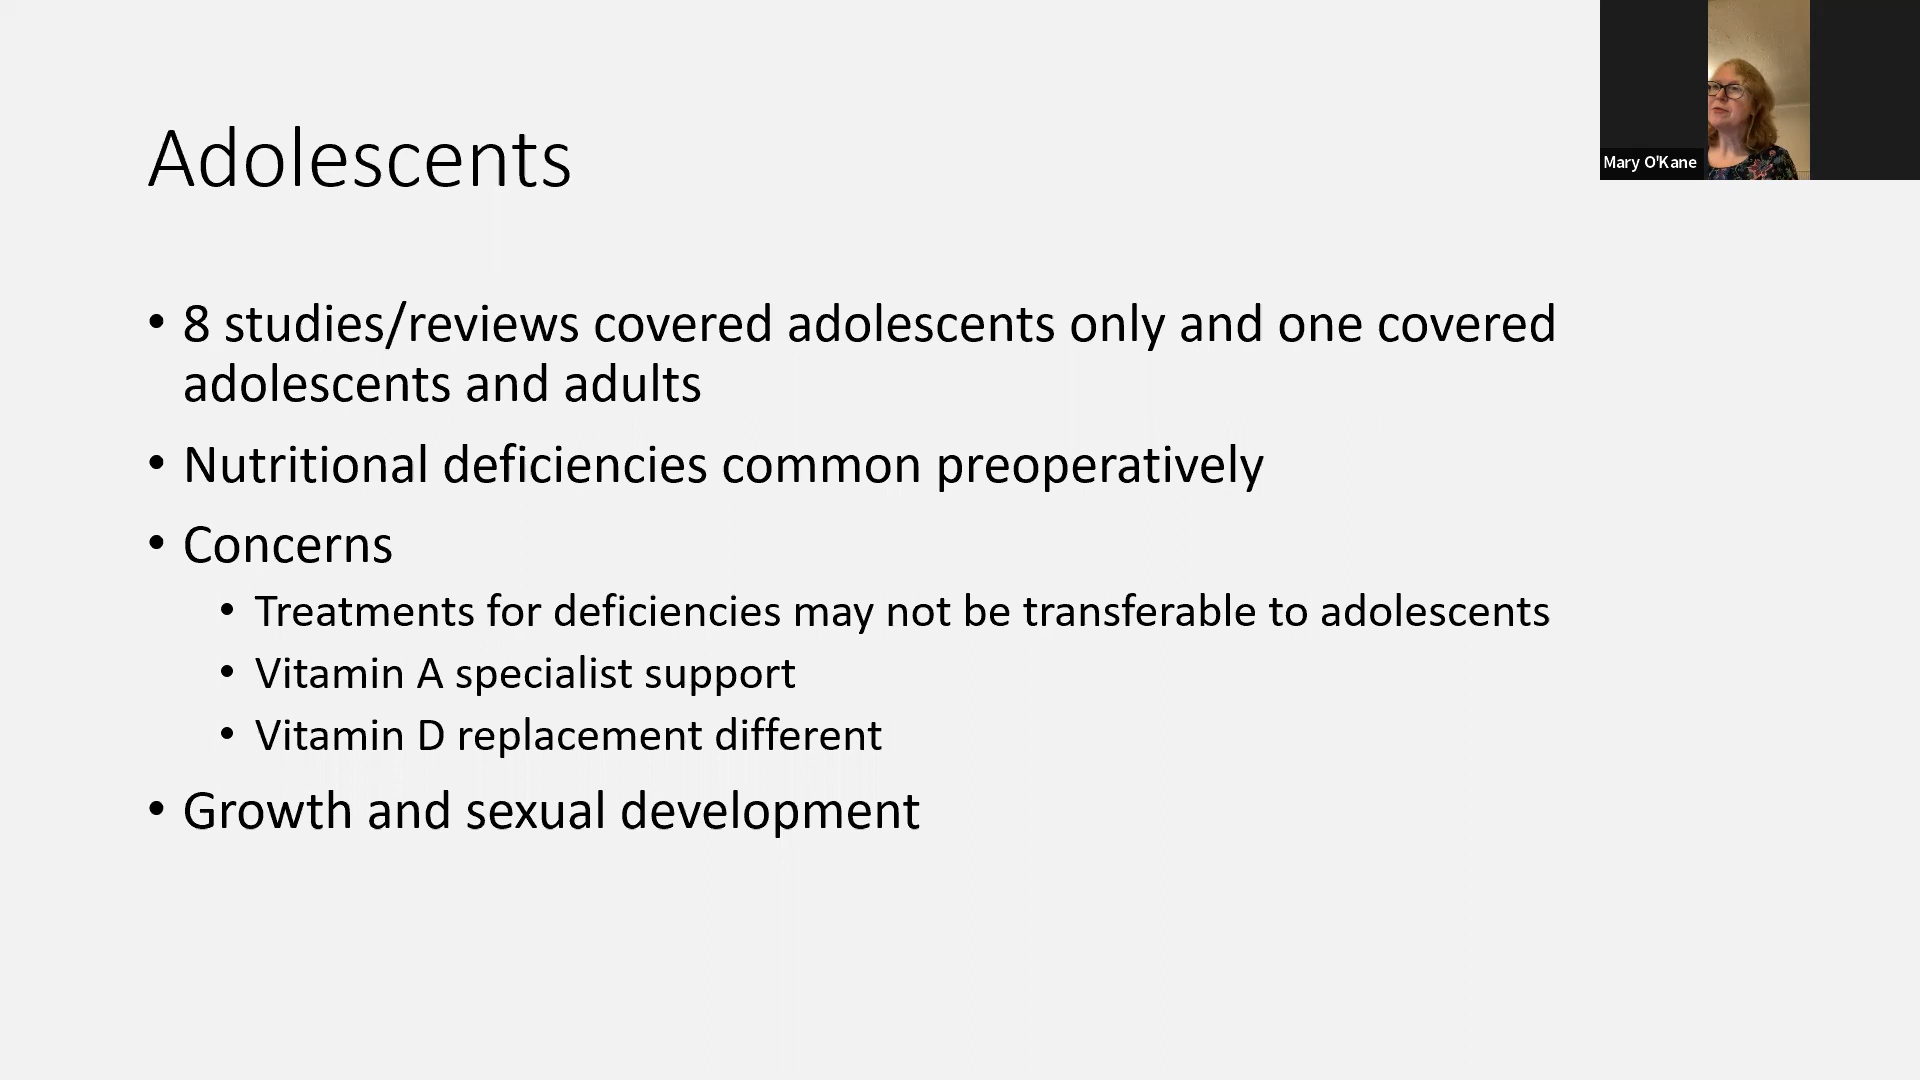 Mary O'Kane
Adolescents
• 8 studies/reviews covered adolescents only and one covered
adolescents and adults
• Nutritional deficiencies common preoperatively
• Concerns
• Treatments for deficiencies may not be transferable to adolescents
• Vitamin A specialist support
• Vitamin D replacement different
• Growth and sexual development